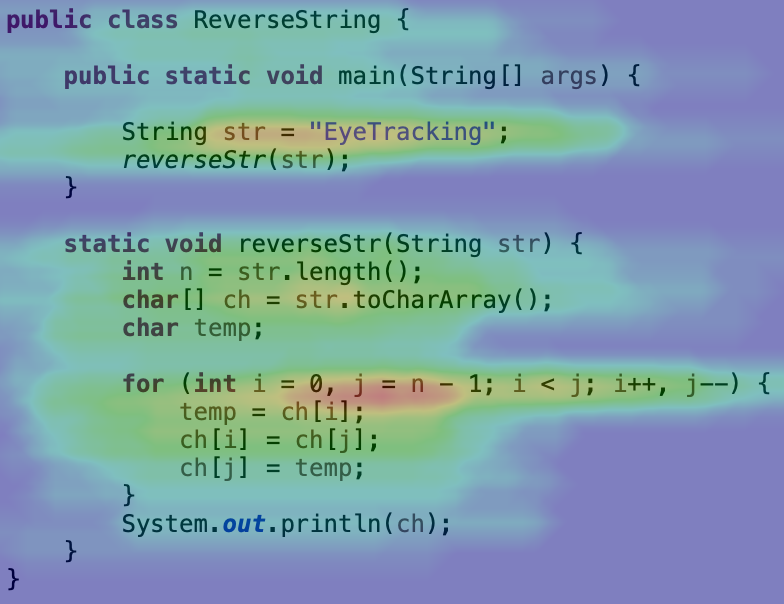 public class ReverseString {
public static void main(String[] args) {
String str = "EyeTracking";
reverseStr(str);
}
static void reverseStr(String str) {
int n = str.length();
char[] ch = str.toCharArray();
char temp;
for (int i = 0, j = n - 1; i < j; i++, j--) {
temp = ch[i];
ch[i] = ch[j];
ch[j] = temp;
}
System.out.println(ch);
}
}